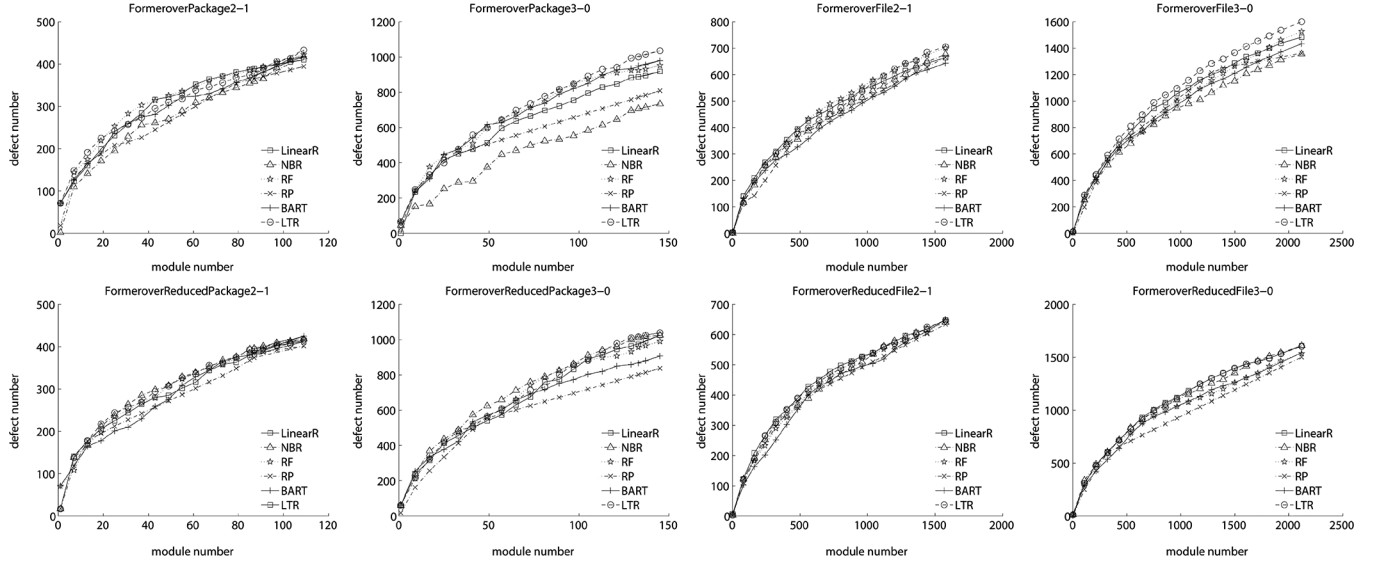 FormeroverPackage2−1
500
400
300
200
100
0
0 20 40 60 80 100 120
defect number
module number
LinearR
NBR
RF
RP
BART
LTR
FormeroverPackage3−0
1200
1000
800
600
400
200
0
0 50 100 150
defect number
module number
LinearR
NBR
RF
RP
BART
LTR
FormeroverFile2−1
800
700
600
500
400
300
200
100
0
0 500 1000 1500 2000
defect number
module number
LinearR
NBR
RF
RP
BART
LTR
FormeroverFile3−0
1600
1400
1200
1000
800
600
400
200
0
0 500 1000 1500 2000 2500
defect number
module number
LinearR
NBR
RF
RP
BART
LTR
FormeroverReducedPackage2−1
500
400
300
200
100
0
0 20 40 60 80 100 120
defect number
module number
LinearR
NBR
RF
RP
BART
LTR
FormeroverReducedPackage3−0
1200
1000
800
600
400
200
0
0 50 100 150
defect number
module number
LinearR
NBR
RF
RP
BART
LTR
FormeroverReducedFile2−1
700
600
500
400
300
200
100
0
0 500 1000 1500 2000
defect number
module number
LinearR
NBR
RF
RP
BART
LTR
FormeroverReducedFile3−0
2000
1500
1000
500
0
0 500 1000 1500 2000 2500
defect number
module number
LinearR
NBR
RF
RP
BART
LTR